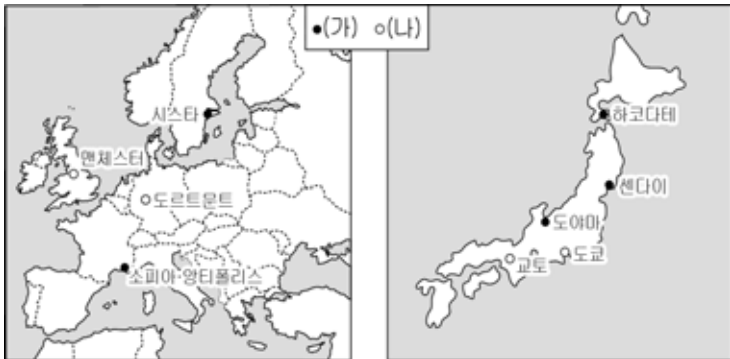 ●(가) ○(나)
시스타
맨체스터
도르트문트
소피아·앙티폴리스
하코다테
센다이
도야마
교토
도쿄